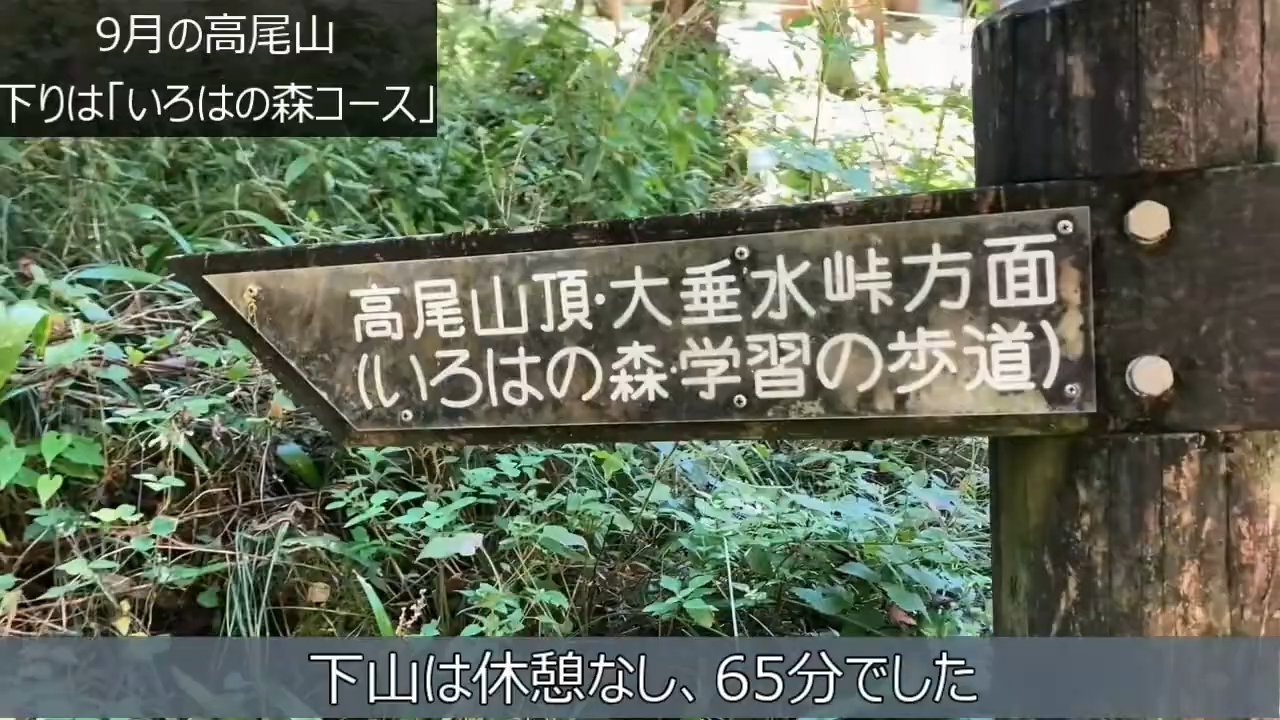 9月の高尾山
下りは「いろはの森コース」
高尾山頂・大垂水峠方面
(いろはの森・学習の歩道)
下山は休憩なし、65分でした